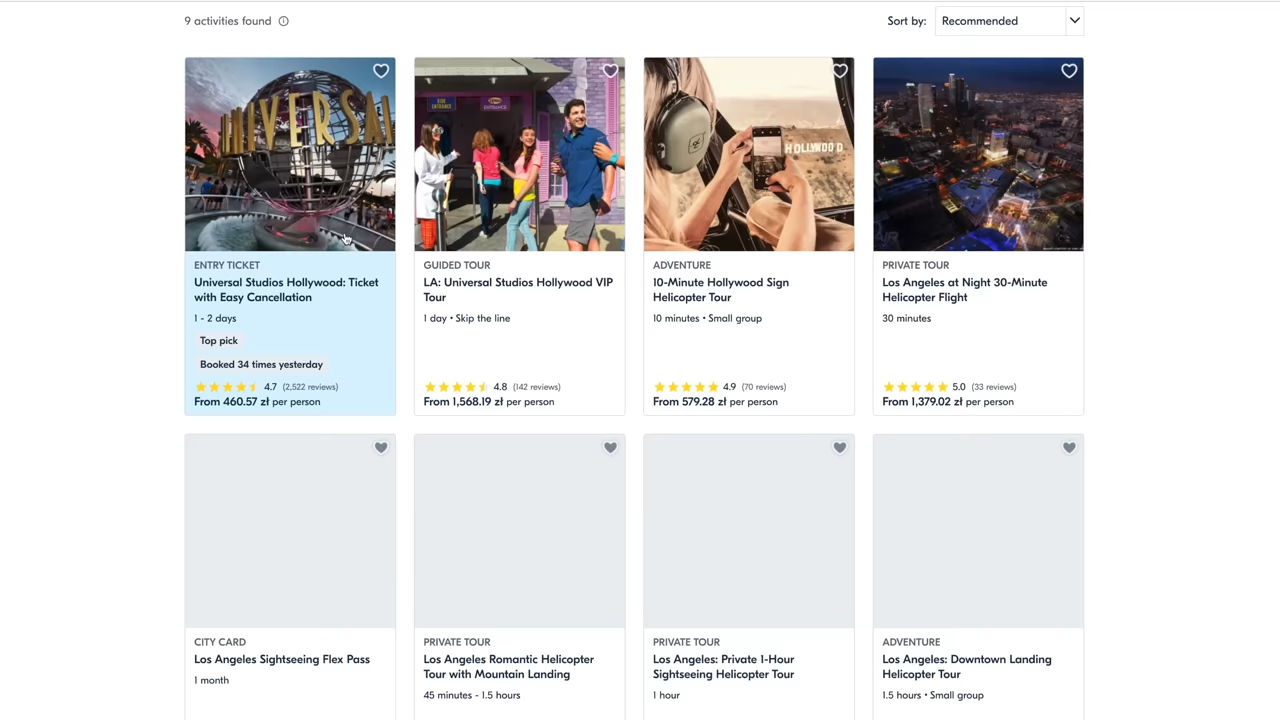 9 activities found
Sort by:
Recommended
UNIVERSAL
HOLLYWOOD
ENTRY TICKET
Universal Studios Hollywood: Ticket
with Easy Cancellation
1 - 2 days
Top pick
Booked 34 times yesterday
4.7 (2,522 reviews)
From 460.57 zł per person
GUIDED TOUR
LA: Universal Studios Hollywood VIP
Tour
1 day • Skip the line
4.8 (142 reviews)
From 1,568.19 zł per person
ADVENTURE
10-Minute Hollywood Sign
Helicopter Tour
10 minutes • Small group
4.9 (70 reviews)
From 579.28 zł per person
PRIVATE TOUR
Los Angeles at Night 30-Minute
Helicopter Flight
30 minutes
5.0 (33 reviews)
From 1,379.02 zł per person
CITY CARD
Los Angeles Sightseeing Flex Pass
1 month
PRIVATE TOUR
Los Angeles Romantic Helicopter
Tour with Mountain Landing
45 minutes - 1.5 hours
PRIVATE TOUR
Los Angeles: Private 1-Hour
Sightseeing Helicopter Tour
1 hour
ADVENTURE
Los Angeles: Downtown Landing
Helicopter Tour
1.5 hours • Small group